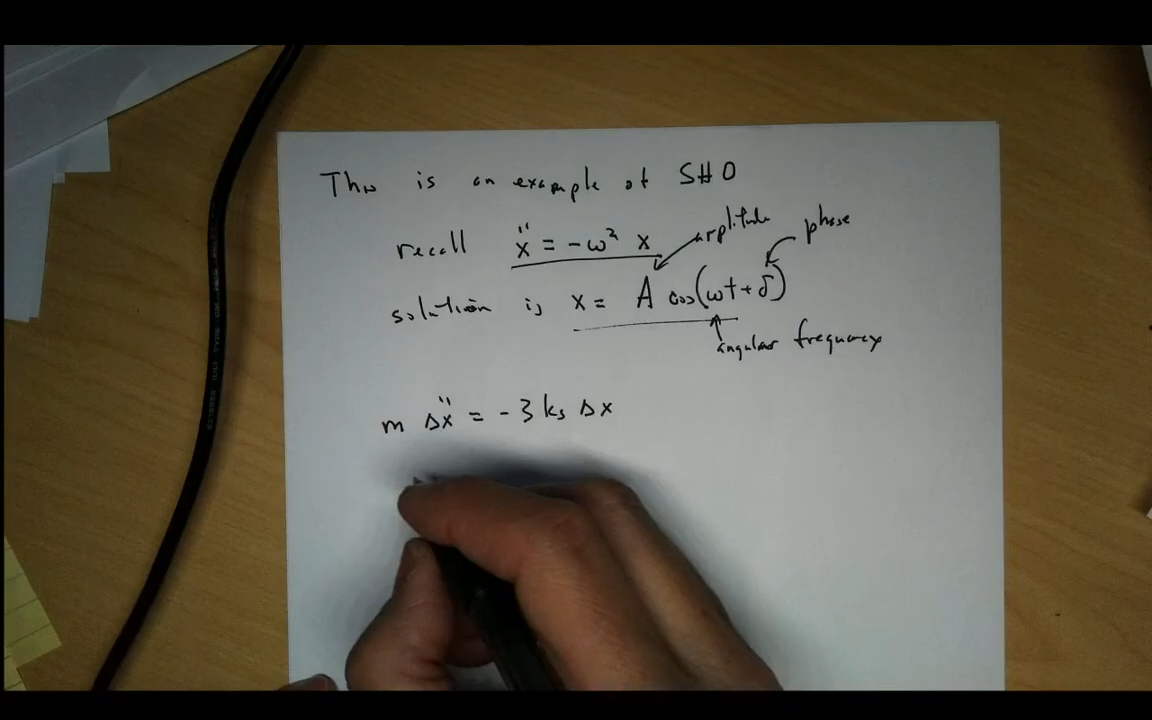 This is an example of SHO
recall ẍ = -ω² x
amplitude
phase
solution is x = A cos(ωt + δ)
angular frequency
m Δẍ = -3 ks Δx